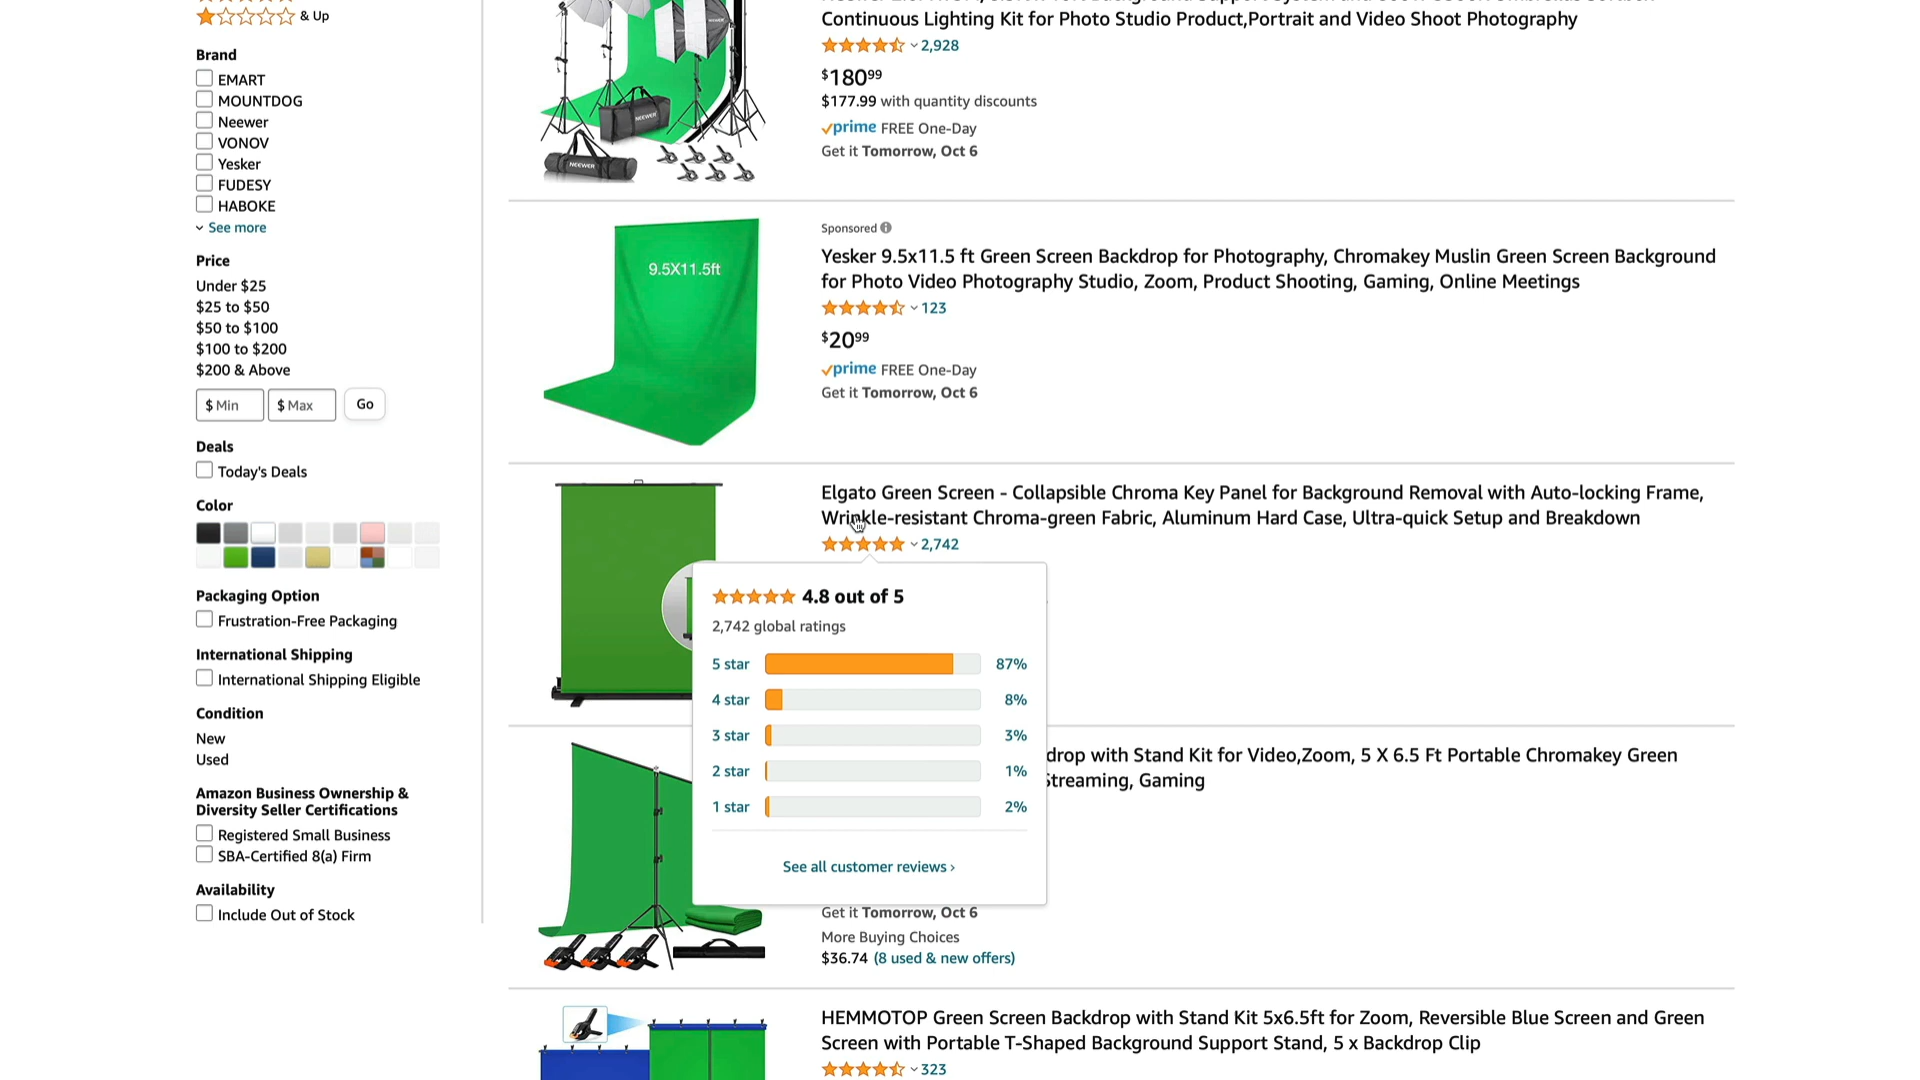 & Up
Brand
EMART
MOUNTDOG
Neewer
VONOV
Yesker
FUDESY
HABOKE
See more
Price
Under $25
$25 to $50
$50 to $100
$100 to $200
$200 & Above
$ Min $ Max Go
Deals
Today's Deals
Color
Packaging Option
Frustration-Free Packaging
International Shipping
International Shipping Eligible
Condition
New
Used
Amazon Business Ownership &
Diversity Seller Certifications
Registered Small Business
SBA-Certified 8(a) Firm
Availability
Include Out of Stock
NEEWER
NEEWER
Continuous Lighting Kit for Photo Studio Product,Portrait and Video Shoot Photography
2,928
$180.99
$177.99 with quantity discounts
prime FREE One-Day
Get it Tomorrow, Oct 6
9.5X11.5ft
Sponsored
Yesker 9.5x11.5 ft Green Screen Backdrop for Photography, Chromakey Muslin Green Screen Background
for Photo Video Photography Studio, Zoom, Product Shooting, Gaming, Online Meetings
123
$20.99
prime FREE One-Day
Get it Tomorrow, Oct 6
Elgato Green Screen - Collapsible Chroma Key Panel for Background Removal with Auto-locking Frame,
Wrinkle-resistant Chroma-green Fabric, Aluminum Hard Case, Ultra-quick Setup and Breakdown
2,742
4.8 out of 5
2,742 global ratings
5 star 87%
4 star 8%
3 star 3%
2 star 1%
1 star 2%
See all customer reviews ›
drop with Stand Kit for Video,Zoom, 5 X 6.5 Ft Portable Chromakey Green
Streaming, Gaming
Get it Tomorrow, Oct 6
More Buying Choices
$36.74 (8 used & new offers)
HEMMOTOP Green Screen Backdrop with Stand Kit 5x6.5ft for Zoom, Reversible Blue Screen and Green
Screen with Portable T-Shaped Background Support Stand, 5 x Backdrop Clip
323